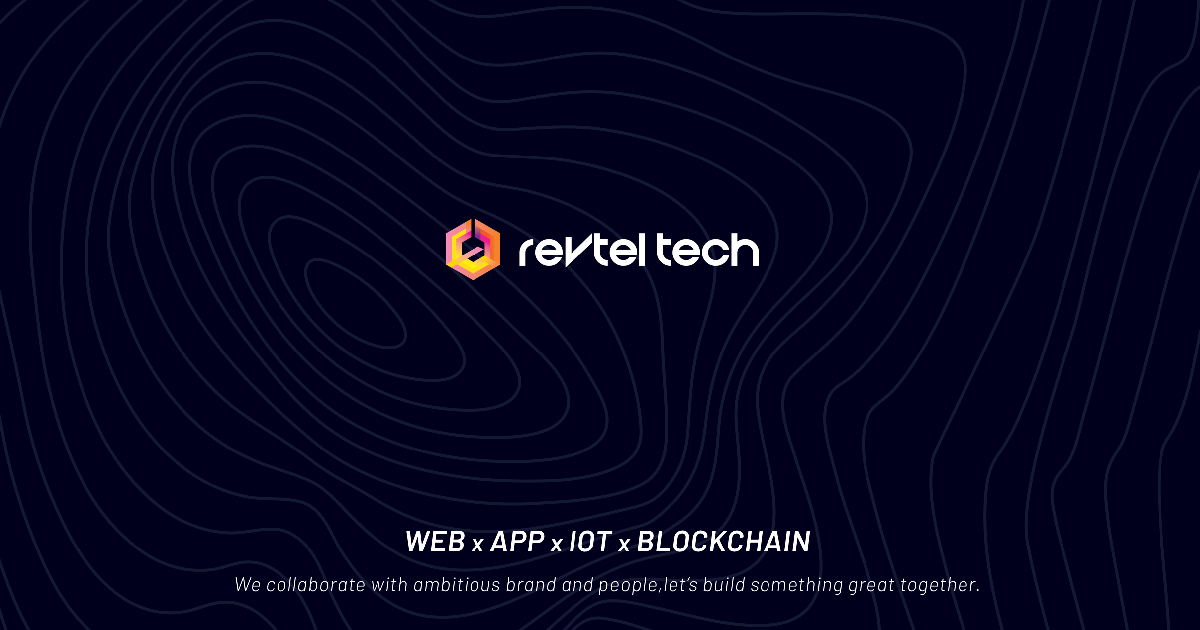 revtel tech
WEB x APP x IOT x BLOCKCHAIN
We collaborate with ambitious brand and people,let's build something great together.